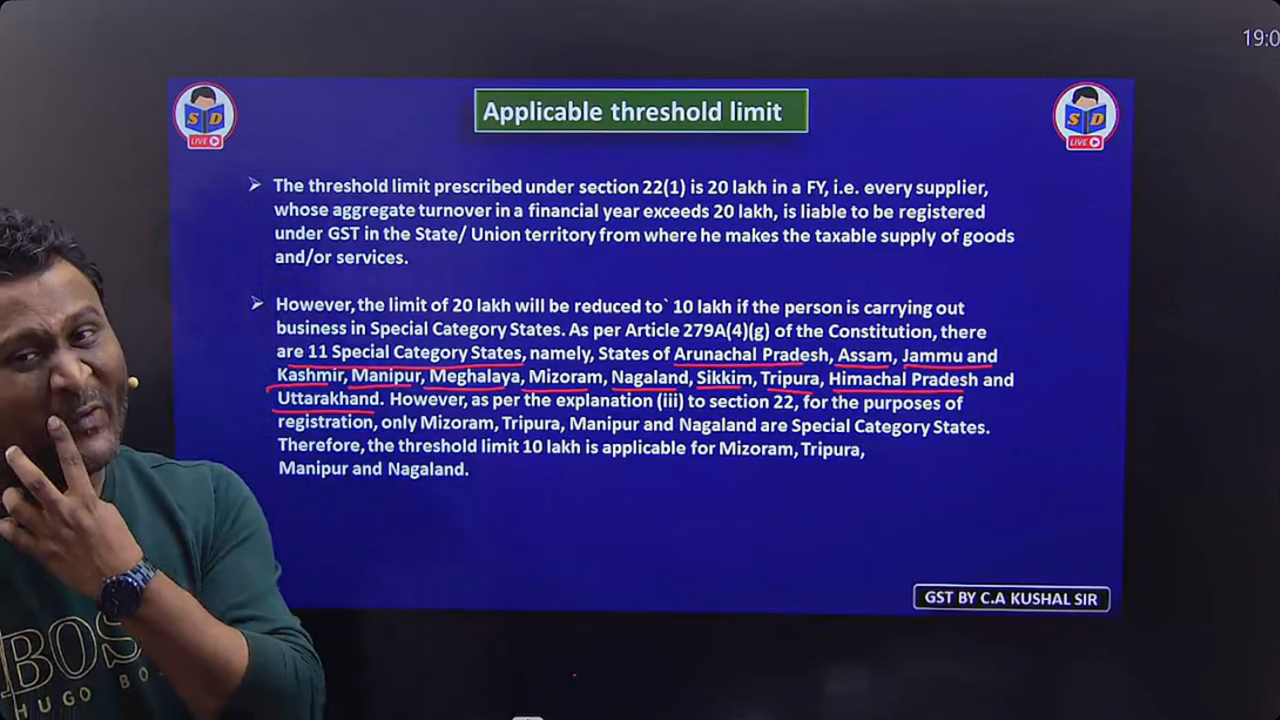 19:0
Applicable threshold limit
S D
LIVE
S D
LIVE
➢ The threshold limit prescribed under section 22(1) is 20 lakh in a FY, i.e. every supplier,
whose aggregate turnover in a financial year exceeds 20 lakh, is liable to be registered
under GST in the State/ Union territory from where he makes the taxable supply of goods
and/or services.
➢ However, the limit of 20 lakh will be reduced to` 10 lakh if the person is carrying out
business in Special Category States. As per Article 279A(4)(g) of the Constitution, there
are 11 Special Category States, namely, States of Arunachal Pradesh, Assam, Jammu and
Kashmir, Manipur, Meghalaya, Mizoram, Nagaland, Sikkim, Tripura, Himachal Pradesh and
Uttarakhand. However, as per the explanation (iii) to section 22, for the purposes of
registration, only Mizoram, Tripura, Manipur and Nagaland are Special Category States.
Therefore, the threshold limit 10 lakh is applicable for Mizoram, Tripura,
Manipur and Nagaland.
GST BY C.A KUSHAL SIR
BOS
HUGO BO